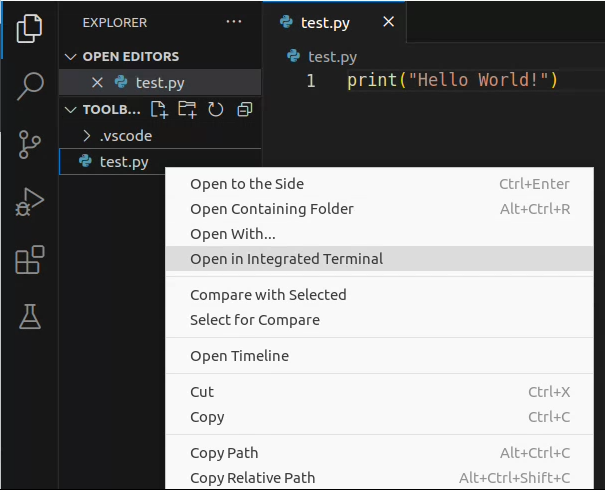 EXPLORER ···
OPEN EDITORS
test.py
TOOLB...
.vscode
test.py
test.py
test.py
1 print("Hello World!")
Open to the Side Ctrl+Enter
Open Containing Folder Alt+Ctrl+R
Open With...
Open in Integrated Terminal
Compare with Selected
Select for Compare
Open Timeline
Cut Ctrl+X
Copy Ctrl+C
Copy Path Alt+Ctrl+C
Copy Relative Path Alt+Ctrl+Shift+C